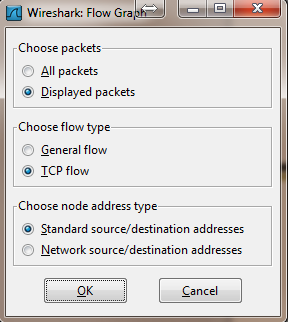 Wireshark: Flow Graph
Choose packets
All packets
Displayed packets
Choose flow type
General flow
TCP flow
Choose node address type
Standard source/destination addresses
Network source/destination addresses
OK
Cancel